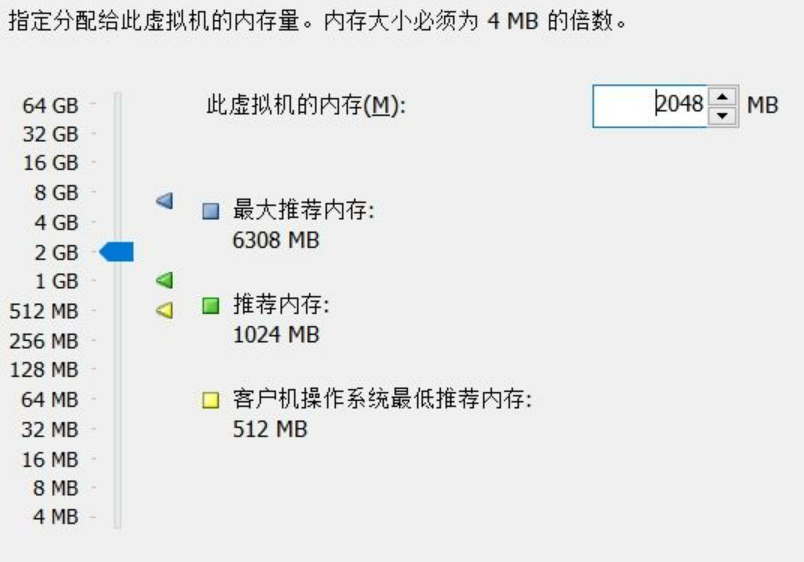 指定分配给此虚拟机的内存量。内存大小必须为 4 MB 的倍数。
64 GB
32 GB
16 GB
8 GB
4 GB
2 GB
1 GB
512 MB
256 MB
128 MB
64 MB
32 MB
16 MB
8 MB
4 MB
此虚拟机的内存(M): 2048 MB
最大推荐内存:
6308 MB
推荐内存:
1024 MB
客户机操作系统最低推荐内存:
512 MB